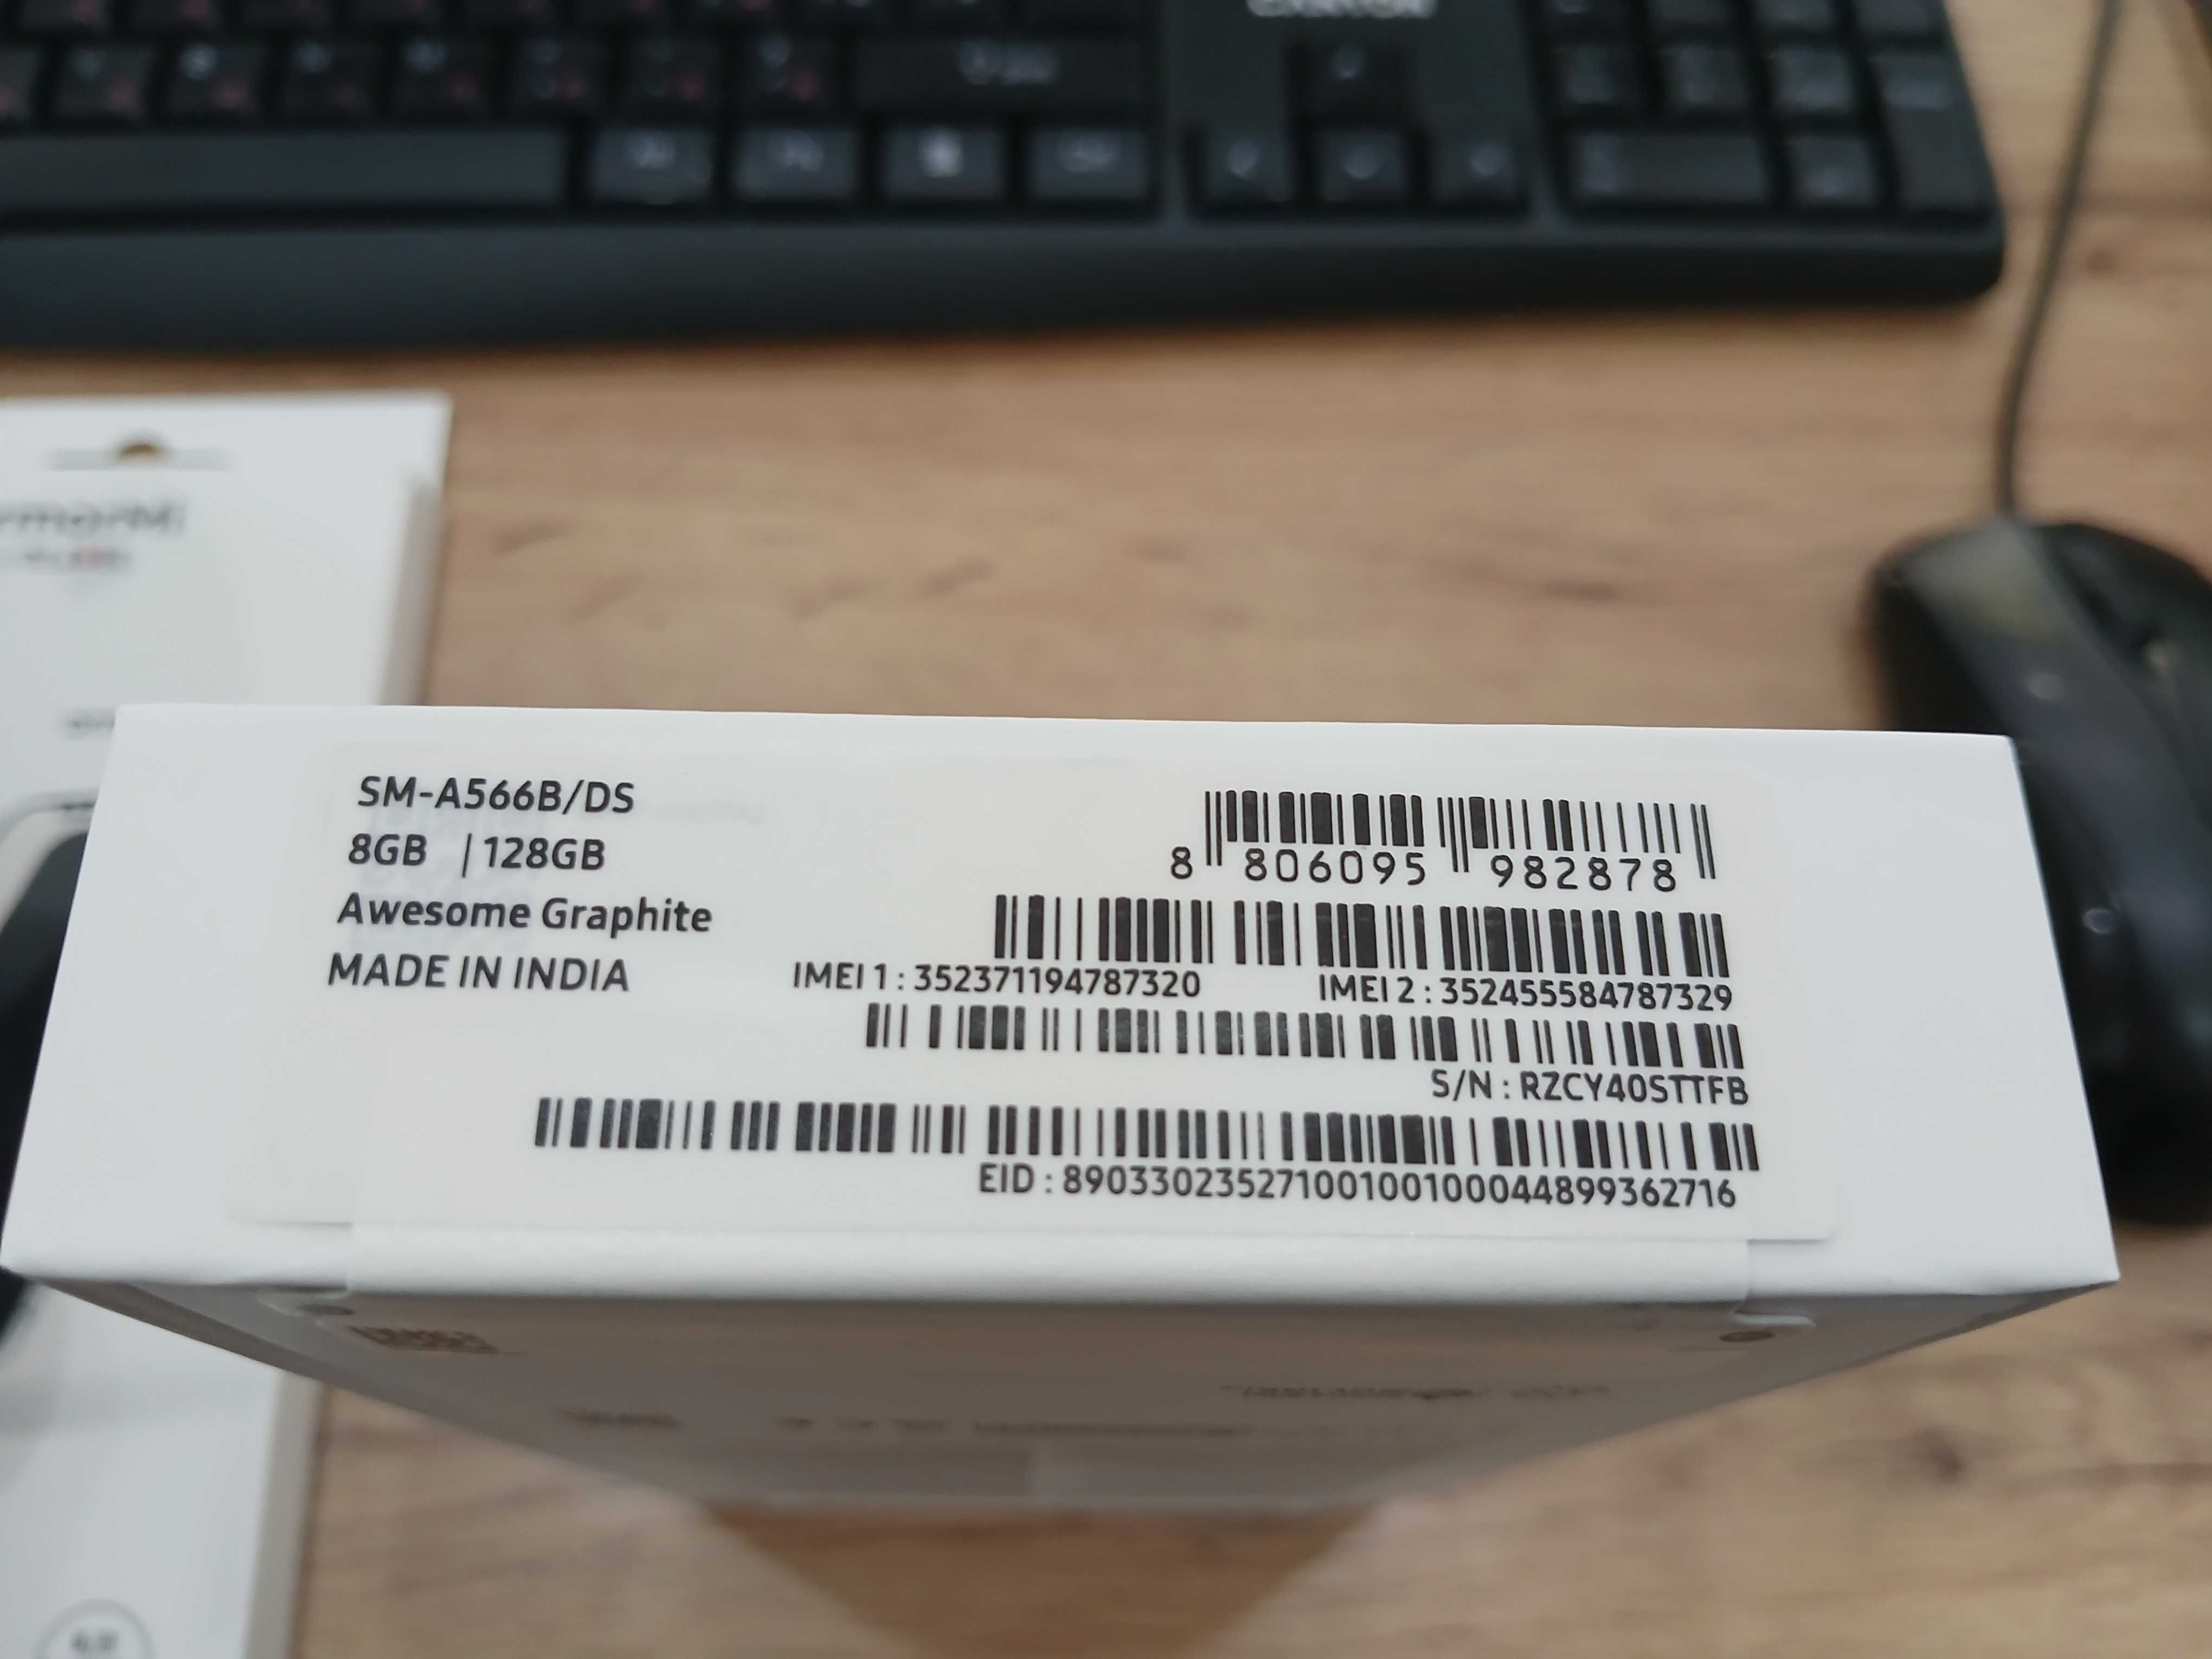 SM-A566B/DS
8GB | 128GB
Awesome Graphite
MADE IN INDIA
8 806095 982878
IMEI 1 : 352371194787320
IMEI 2 : 352455584787329
S/N : RZCY40STTFB
EID : 89033023527100100100044899362716